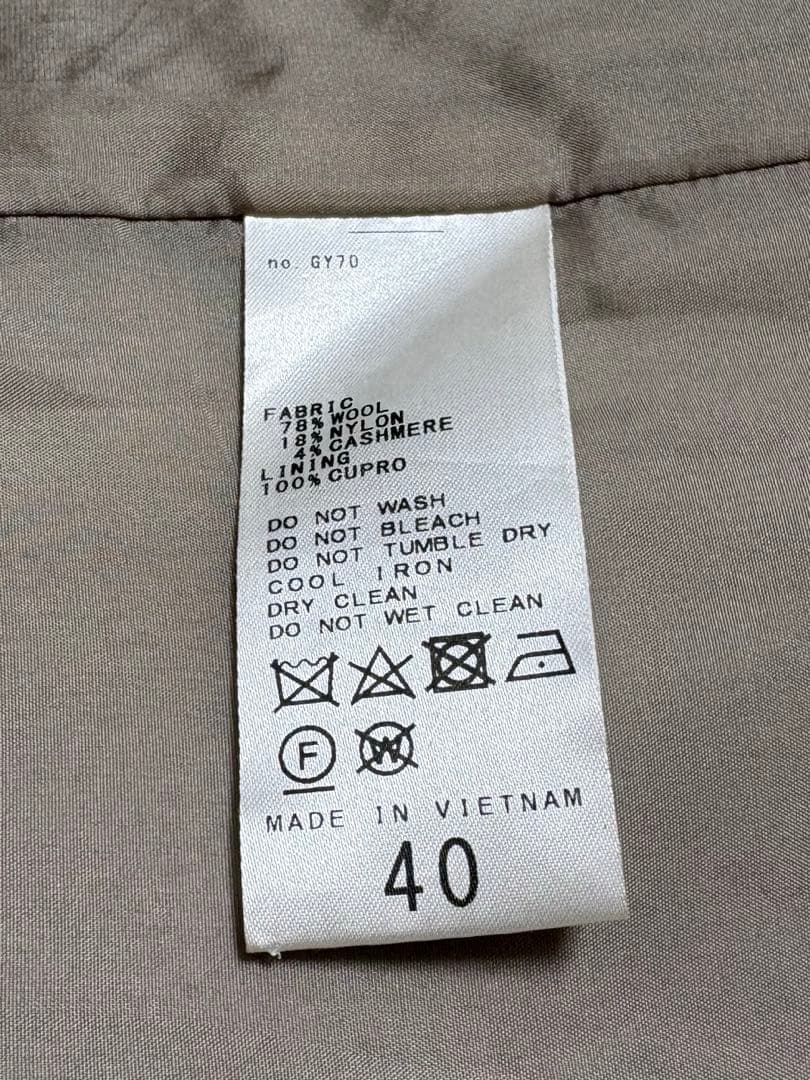 no. GY70
FABRIC
78% WOOL
18% NYLON
4% CASHMERE
LINING
100% CUPRO
DO NOT WASH
DO NOT BLEACH
DO NOT TUMBLE DRY
COOL IRON
DRY CLEAN
DO NOT WET CLEAN
F W
MADE IN VIETNAM
40